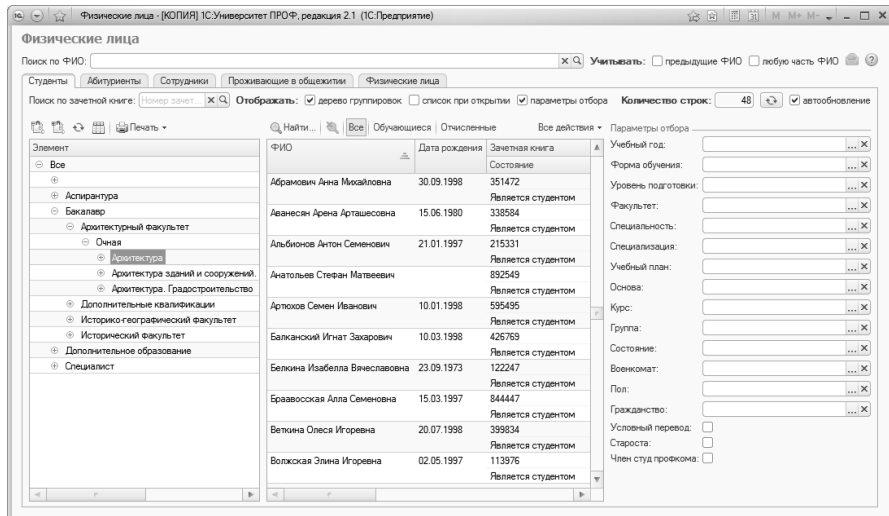 Физические лица - [КОПИЯ] 1С:Университет ПРОФ, редакция 2.1 (1С:Предприятие)
M M+ M-
Физические лица
Поиск по ФИО: Учитывать: предыдущие ФИО любую часть ФИО
Студенты Абитуриенты Сотрудники Проживающие в общежитии Физические лица
Поиск по зачетной книге: Номер зачет... Отображать: дерево группировок список при открытии параметры отбора Количество строк: 48 автообновление
Печать Найти... Все Обучающиеся Отчисленные Все действия
Элемент
Все
Аспирантура
Бакалавр
Архитектурный факультет
Очная
Архитектура
Архитектура зданий и сооружений.
Архитектура. Градостроительство
Дополнительные квалификации
Историко-географический факультет
Исторический факультет
Дополнительное образование
Специалист
ФИО Дата рождения Зачетная книга
Состояние
Абрамович Анна Михайловна 30.09.1998 351472
Является студентом
Аванесян Арена Арташесовна 15.06.1980 338584
Является студентом
Альбионов Антон Семенович 21.01.1997 215331
Является студентом
Анатольев Стефан Матвеевич 892549
Является студентом
Артюхов Семен Иванович 10.01.1998 595495
Является студентом
Балканский Игнат Захарович 10.03.1998 426769
Является студентом
Белкина Изабелла Вячеславовна 23.09.1973 122247
Является студентом
Браавосская Алла Семеновна 15.03.1997 844447
Является студентом
Веткина Олеся Игоревна 20.07.1998 399834
Является студентом
Волжская Элина Игоревна 02.05.1997 113976
Является студентом
Параметры отбора
Учебный год:
Форма обучения:
Уровень подготовки:
Факультет:
Специальность:
Специализация:
Учебный план:
Основа:
Курс:
Группа:
Состояние:
Военкомат:
Пол:
Гражданство:
Условный перевод:
Староста:
Член студ профкома: